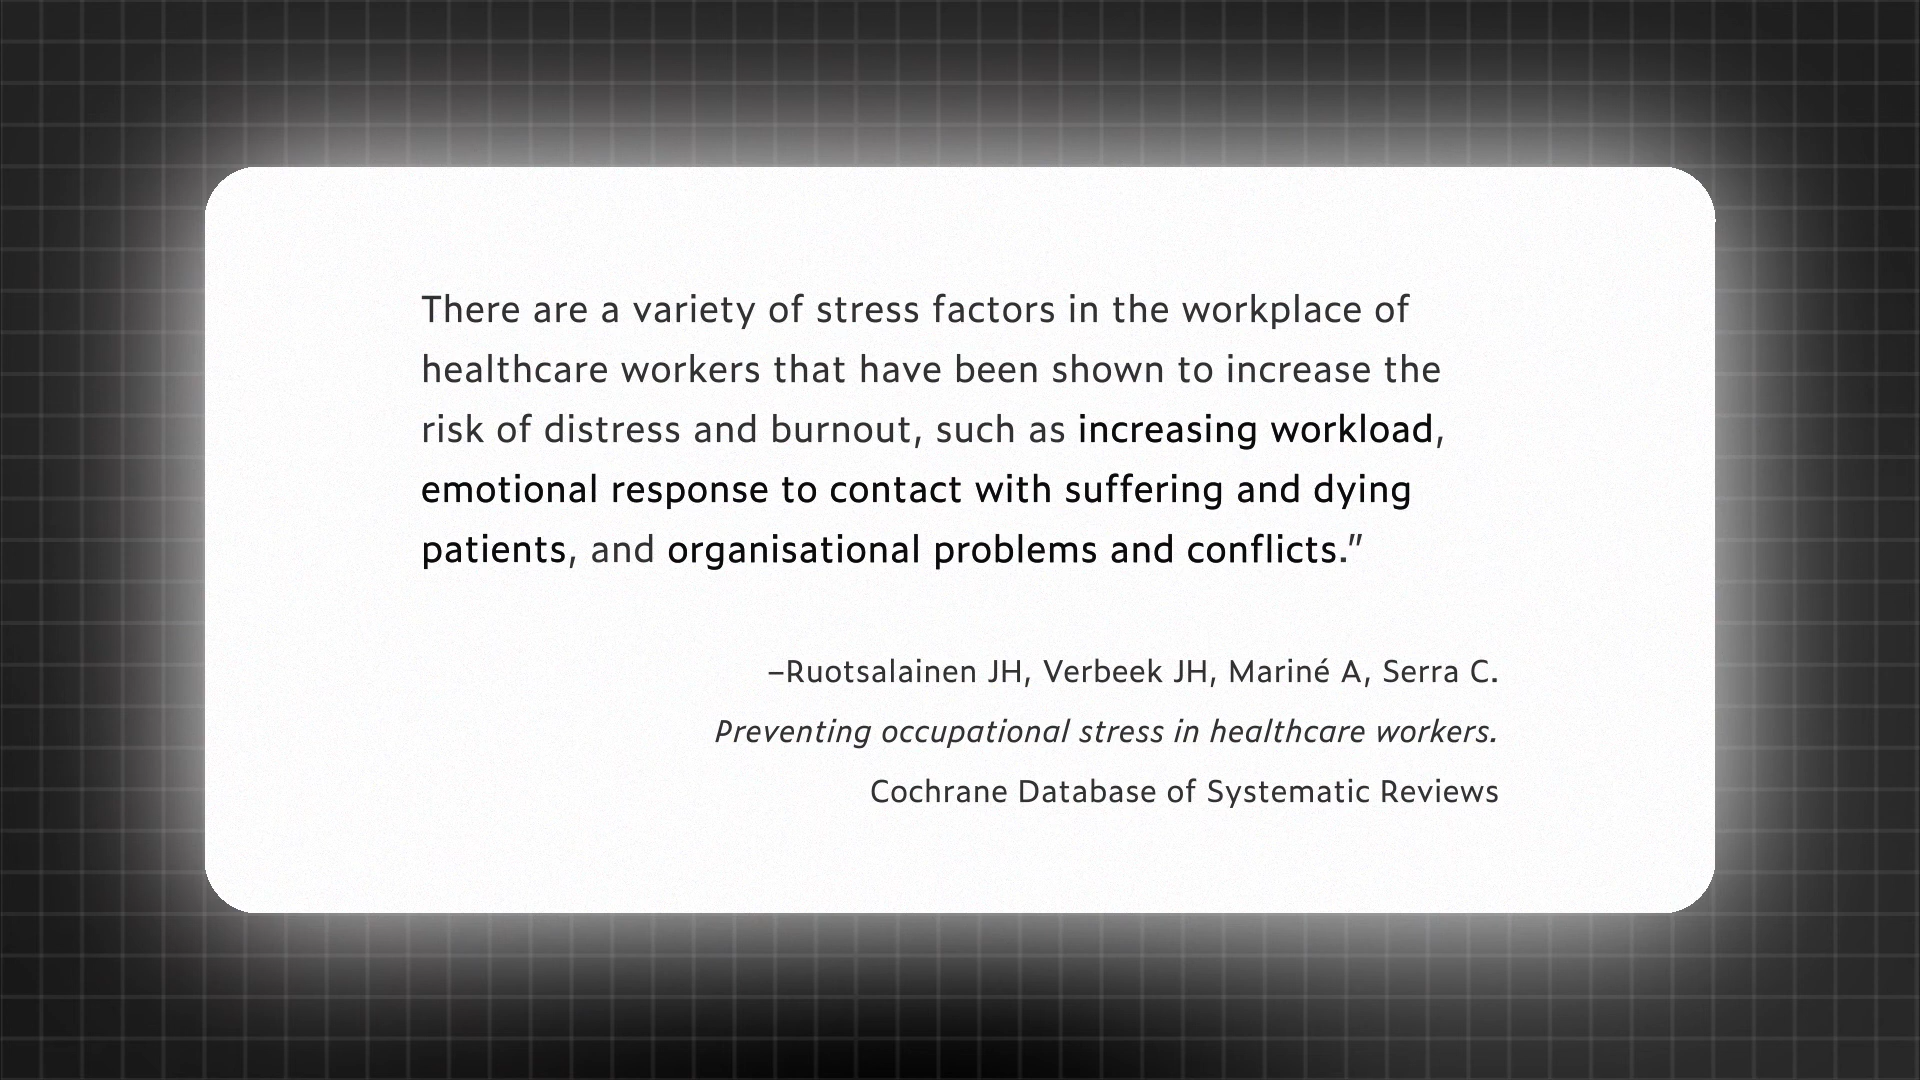 There are a variety of stress factors in the workplace of
healthcare workers that have been shown to increase the
risk of distress and burnout, such as increasing workload,
emotional response to contact with suffering and dying
patients, and organisational problems and conflicts.”
–Ruotsalainen JH, Verbeek JH, Mariné A, Serra C.
Preventing occupational stress in healthcare workers.
Cochrane Database of Systematic Reviews